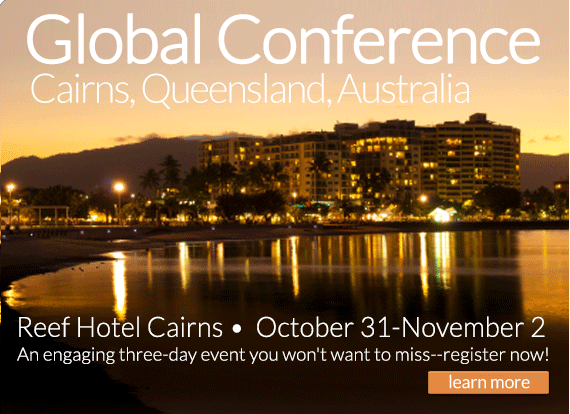 Global Conference
Cairns, Queensland, Australia
Reef Hotel Cairns • October 31-November 2
An engaging three-day event you won't want to miss--register now!
learn more